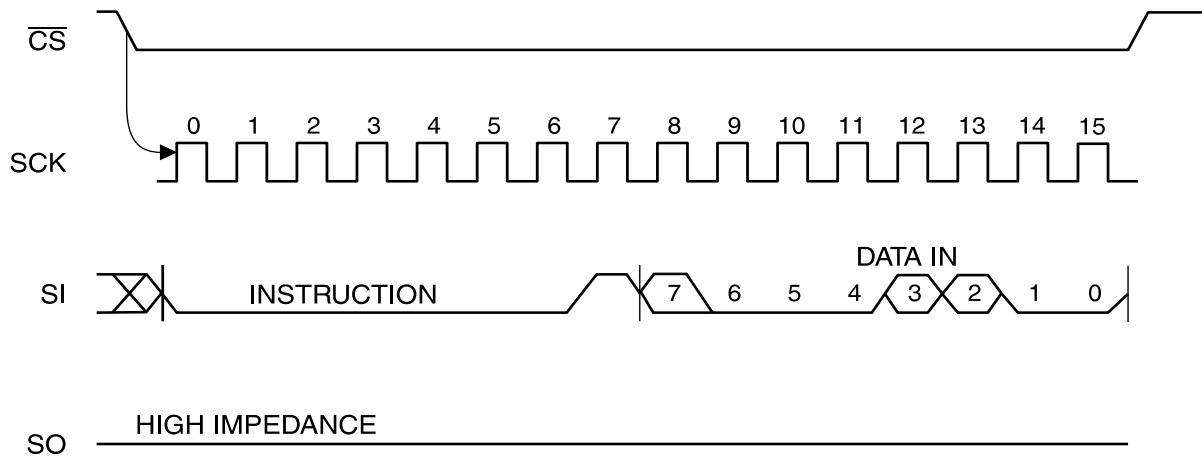 CS
0 1 2 3 4 5 6 7 8 9 10 11 12 13 14 15
SCK
DATA IN
SI
INSTRUCTION
7 6 5 4 3 2 1 0
HIGH IMPEDANCE
SO